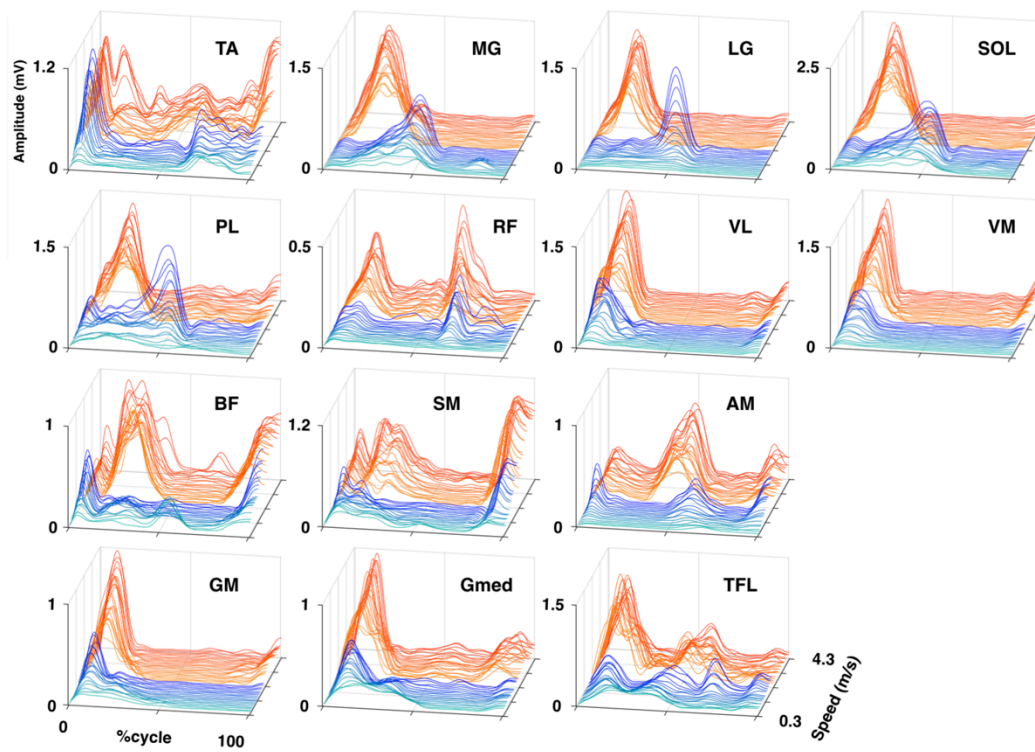 TA
MG
LG
SOL
Amplitude (mV)
1.2
0
1.5
0
1.5
0
2.5
0
PL
RF
VL
VM
1.5
0
0.5
0
1.5
0
1.5
0
BF
SM
AM
1
0
1.2
0
1
0
GM
Gmed
TFL
1
0
1
0
1.5
0
0
%cycle
100
4.3
0.3
Speed (m/s)